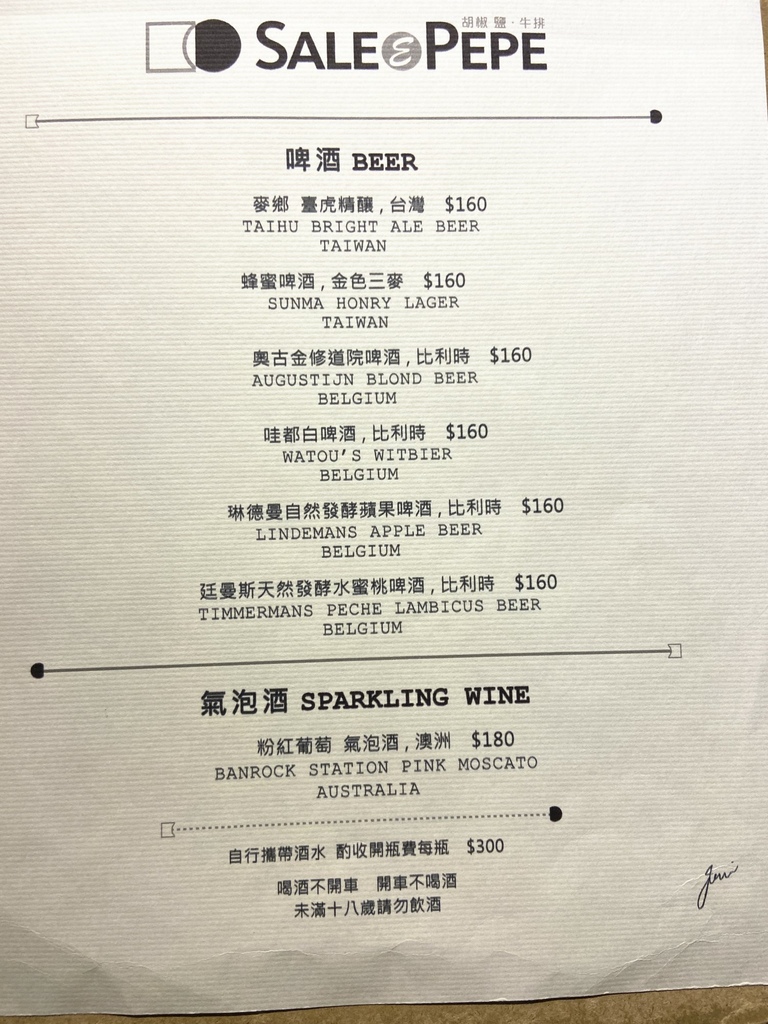 胡椒 鹽·牛排
SALE & PEPE
啤酒 BEER
麥鄉 臺虎精釀,台灣 $160
TAIHU BRIGHT ALE BEER
TAIWAN
蜂蜜啤酒,金色三麥 $160
SUNMA HONRY LAGER
TAIWAN
奧古金修道院啤酒,比利時 $160
AUGUSTIJN BLOND BEER
BELGIUM
哇都白啤酒,比利時 $160
WATOU'S WITBIER
BELGIUM
琳德曼自然發酵蘋果啤酒,比利時 $160
LINDEMANS APPLE BEER
BELGIUM
廷曼斯天然發酵水蜜桃啤酒,比利時 $160
TIMMERMANS PECHE LAMBICUS BEER
BELGIUM
氣泡酒 SPARKLING WINE
粉紅葡萄 氣泡酒,澳洲 $180
BANROCK STATION PINK MOSCATO
AUSTRALIA
自行攜帶酒水 酌收開瓶費每瓶 $300
喝酒不開車 開車不喝酒
未滿十八歲請勿飲酒